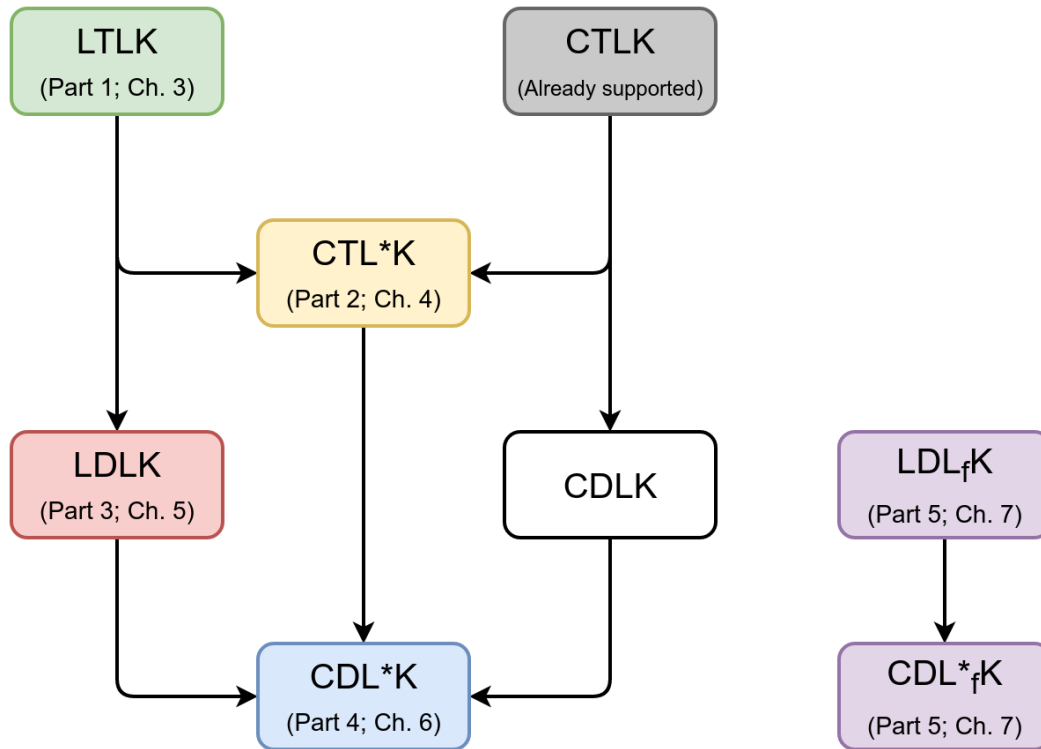 LTLK
(Part 1; Ch. 3)
CTLK
(Already supported)
CTL*K
(Part 2; Ch. 4)
LDLK
(Part 3; Ch. 5)
CDLK
LDLfK
(Part 5; Ch. 7)
CDL*K
(Part 4; Ch. 6)
CDL*fK
(Part 5; Ch. 7)